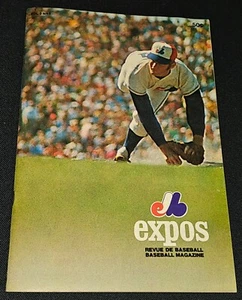 expos
REVUE DE BASEBALL
BASEBALL MAGAZINE